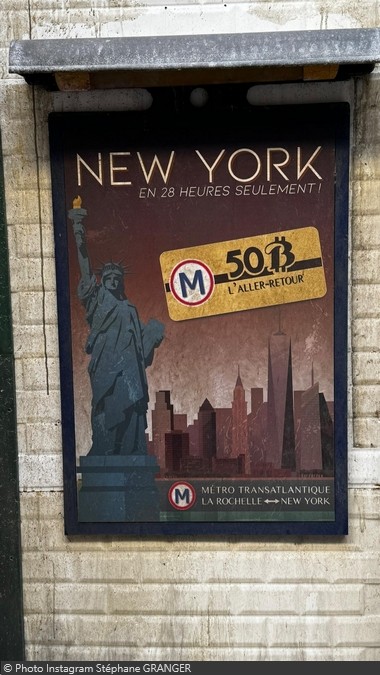 NEW YORK
EN 28 HEURES SEULEMENT !
M
50 ₿
L'ALLER-RETOUR
M
MÉTRO TRANSATLANTIQUE
LA ROCHELLE ↔ NEW YORK
© Photo Instagram Stéphane GRANGER